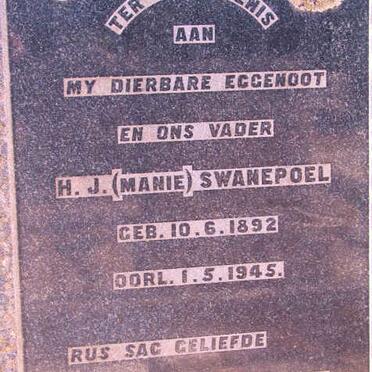 TER
AAN
MY DIERBARE EGGENOOT
EN ONS VADER
H. J. (MANIE) SWANEPOEL
GEB. 10. 6. 1892
OORL. 1. 5. 1945.
RUS SAG GELIEFDE